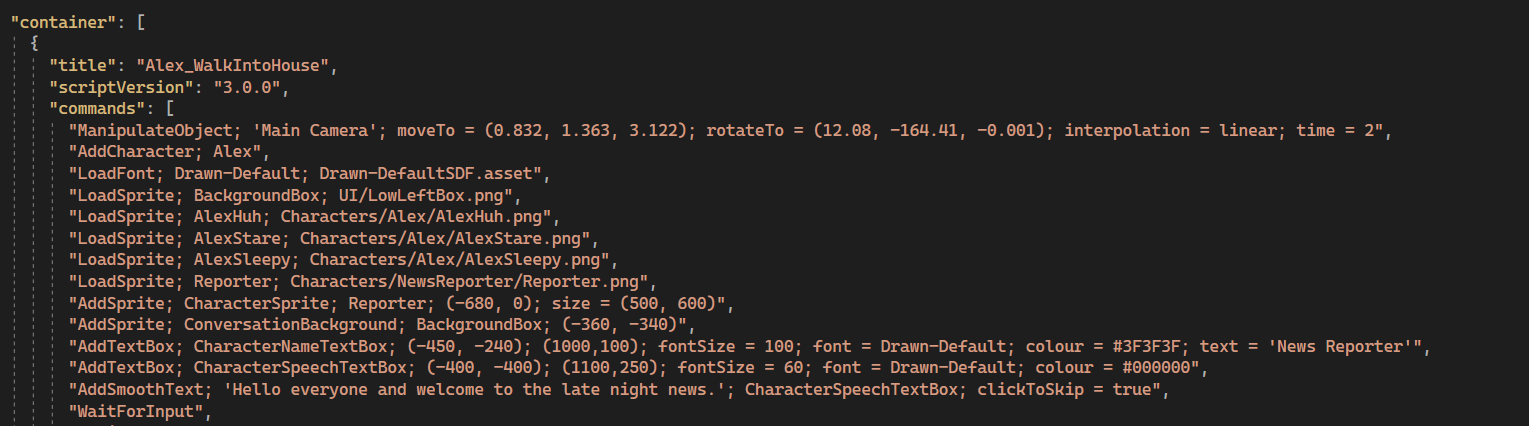 "container": [
{
"title": "Alex_WalkIntoHouse",
"scriptVersion": "3.0.0",
"commands": [
"ManipulateObject; 'Main Camera'; moveTo = (0.832, 1.363, 3.122); rotateTo = (12.08, -164.41, -0.001); interpolation = linear; time = 2",
"AddCharacter; Alex",
"LoadFont; Drawn-Default; Drawn-DefaultSDF.asset",
"LoadSprite; BackgroundBox; UI/LowLeftBox.png",
"LoadSprite; AlexHuh; Characters/Alex/AlexHuh.png",
"LoadSprite; AlexStare; Characters/Alex/AlexStare.png",
"LoadSprite; AlexSleepy; Characters/Alex/AlexSleepy.png",
"LoadSprite; Reporter; Characters/NewsReporter/Reporter.png",
"AddSprite; CharacterSprite; Reporter; (-680, 0); size = (500, 600)",
"AddSprite; ConversationBackground; BackgroundBox; (-360, -340)",
"AddTextBox; CharacterNameTextBox; (-450, -240); (1000,100); fontSize = 100; font = Drawn-Default; colour = #3F3F3F; text = 'News Reporter'",
"AddTextBox; CharacterSpeechTextBox; (-400, -400); (1100,250); fontSize = 60; font = Drawn-Default; colour = #000000",
"AddSmoothText; 'Hello everyone and welcome to the late night news.'; CharacterSpeechTextBox; clickToSkip = true",
"WaitForInput",